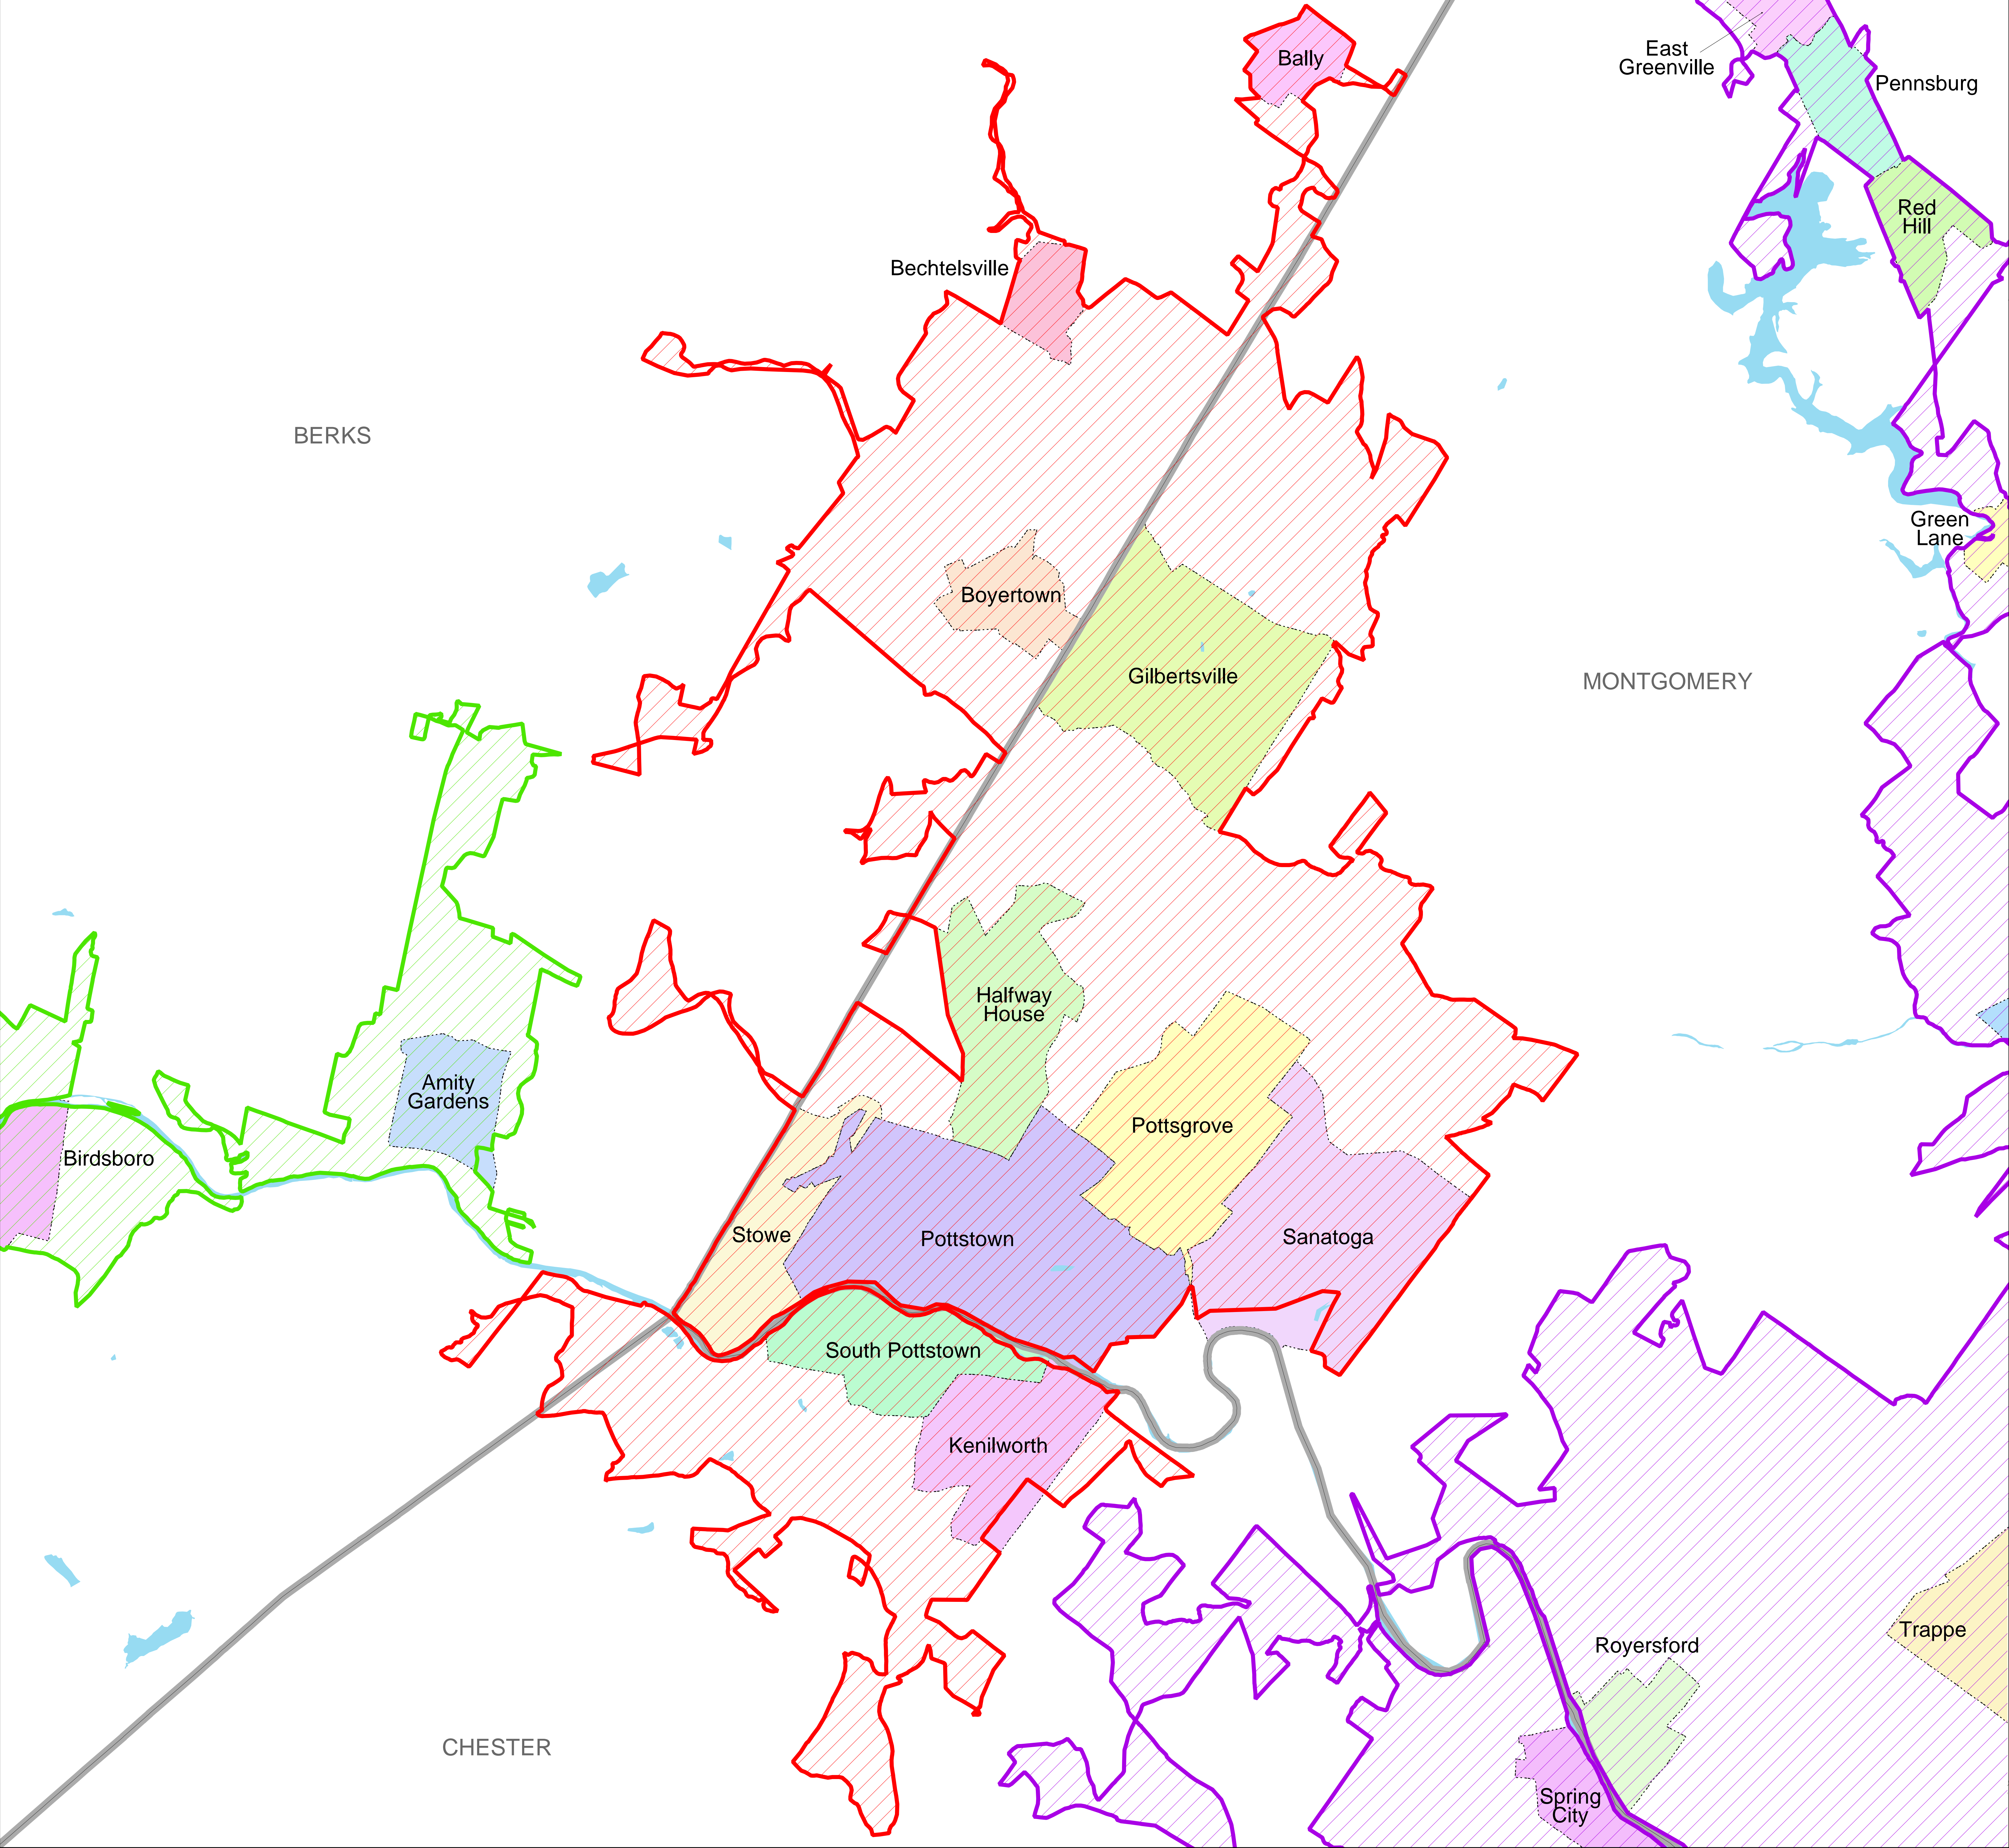 Bally
East
Greenville
Pennsburg
Red
Hill
Bechtelsville
BERKS
Green
Lane
Boyertown
Gilbertsville
MONTGOMERY
Halfway
House
Amity
Gardens
Pottsgrove
Birdsboro
Stowe
Pottstown
Sanatoga
South Pottstown
Kenilworth
Trappe
Royersford
CHESTER
Spring
City